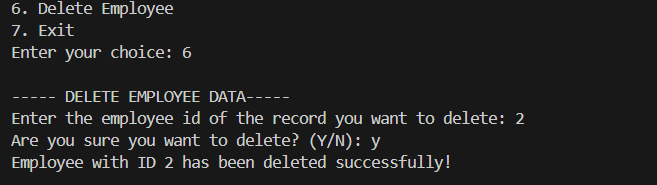 6. Delete Employee
7. Exit
Enter your choice: 6
----- DELETE EMPLOYEE DATA-----
Enter the employee id of the record you want to delete: 2
Are you sure you want to delete? (Y/N): y
Employee with ID 2 has been deleted successfully!